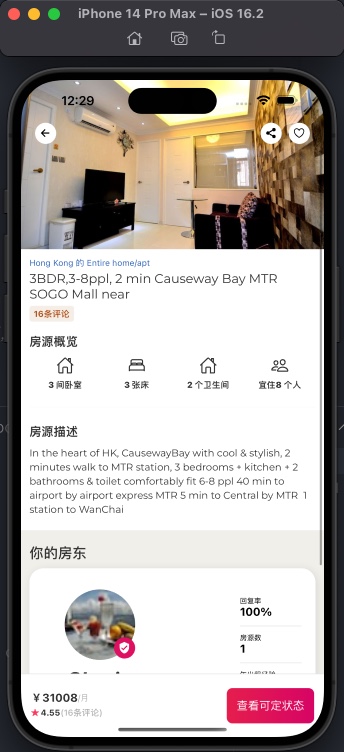 iPhone 14 Pro Max – iOS 16.2
12:29
Hong Kong 的 Entire home/apt
3BDR,3-8ppl, 2 min Causeway Bay MTR
SOGO Mall near
16条评论
房源概览
3 间卧室
3 张床
2 个卫生间
宜住8 个人
房源描述
In the heart of HK, CausewayBay with cool & stylish, 2
minutes walk to MTR station, 3 bedrooms + kitchen + 2
bathrooms & toilet comfortably fit 6-8 ppl 40 min to
airport by airport express MTR 5 min to Central by MTR 1
station to WanChai
你的房东
回复率
100%
房源数
1
￥31008/月
★4.55(16条评论)
查看可定状态